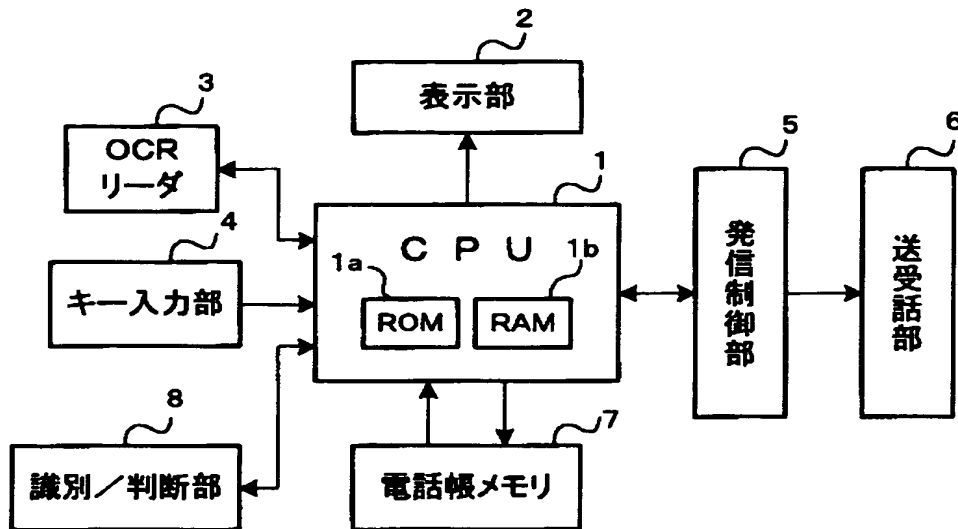 2
表示部
3
OCR
リーダ
1
CPU
1a
ROM
1b
RAM
4
キー入力部
5
発信制御部
6
送受話部
8
識別/判断部
7
電話帳メモリ